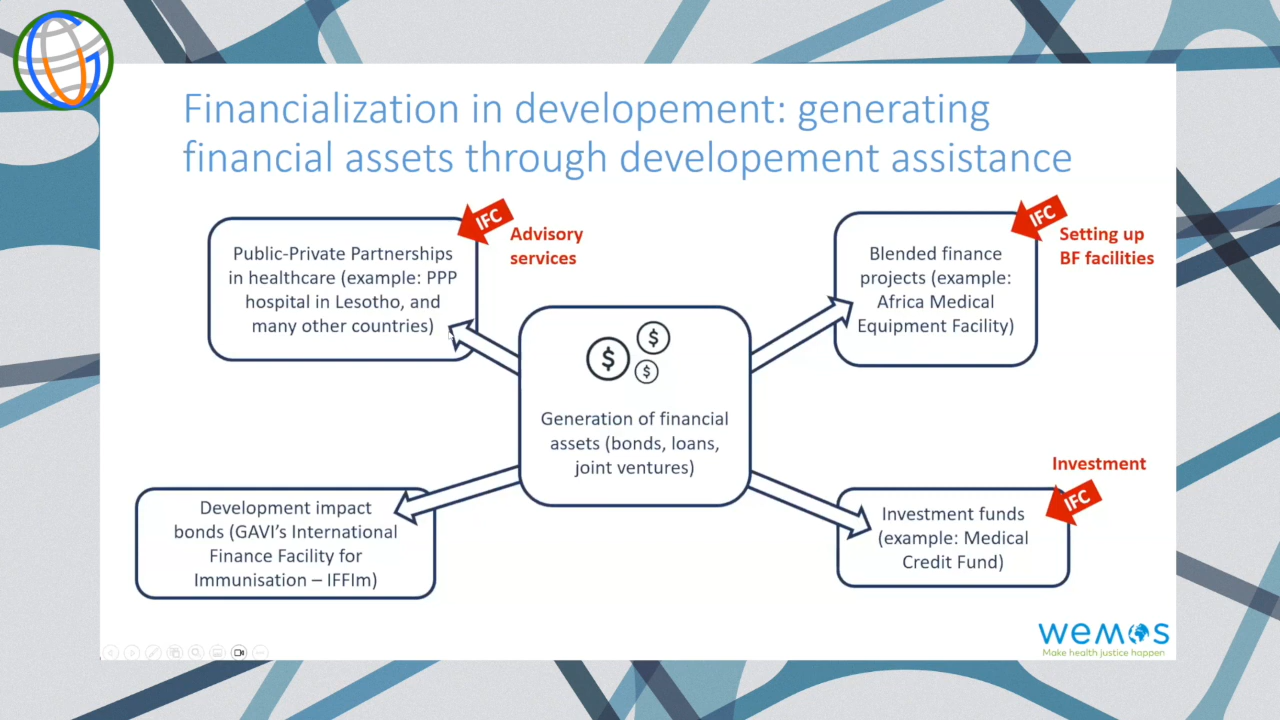 Financialization in developement: generating
financial assets through developement assistance
IFC
Advisory
services
Public-Private Partnerships
in healthcare (example: PPP
hospital in Lesotho, and
many other countries)
IFC
Setting up
BF facilities
Blended finance
projects (example:
Africa Medical
Equipment Facility)
$
$
$
Generation of financial
assets (bonds, loans,
joint ventures)
Development impact
bonds (GAVI's International
Finance Facility for
Immunisation – IFFIm)
Investment
IFC
Investment funds
(example: Medical
Credit Fund)
wemos
Make health justice happen